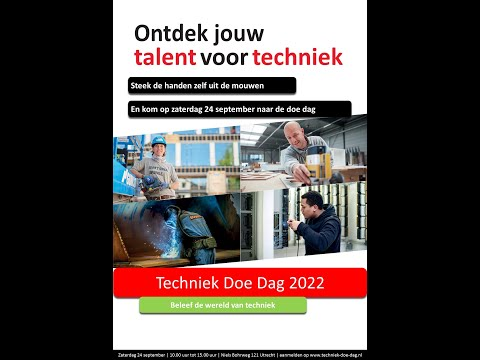 Ontdek jouw
talent voor techniek
Steek de handen zelf uit de mouwen
En kom op zaterdag 24 september naar de doe dag
Techniek Doe Dag 2022
Beleef de wereld van techniek
Zaterdag 24 september | 10.00 uur tot 15.00 uur | Niels Bohrweg 121 Utrecht | aanmelden op www.techniek-doe-dag.nl